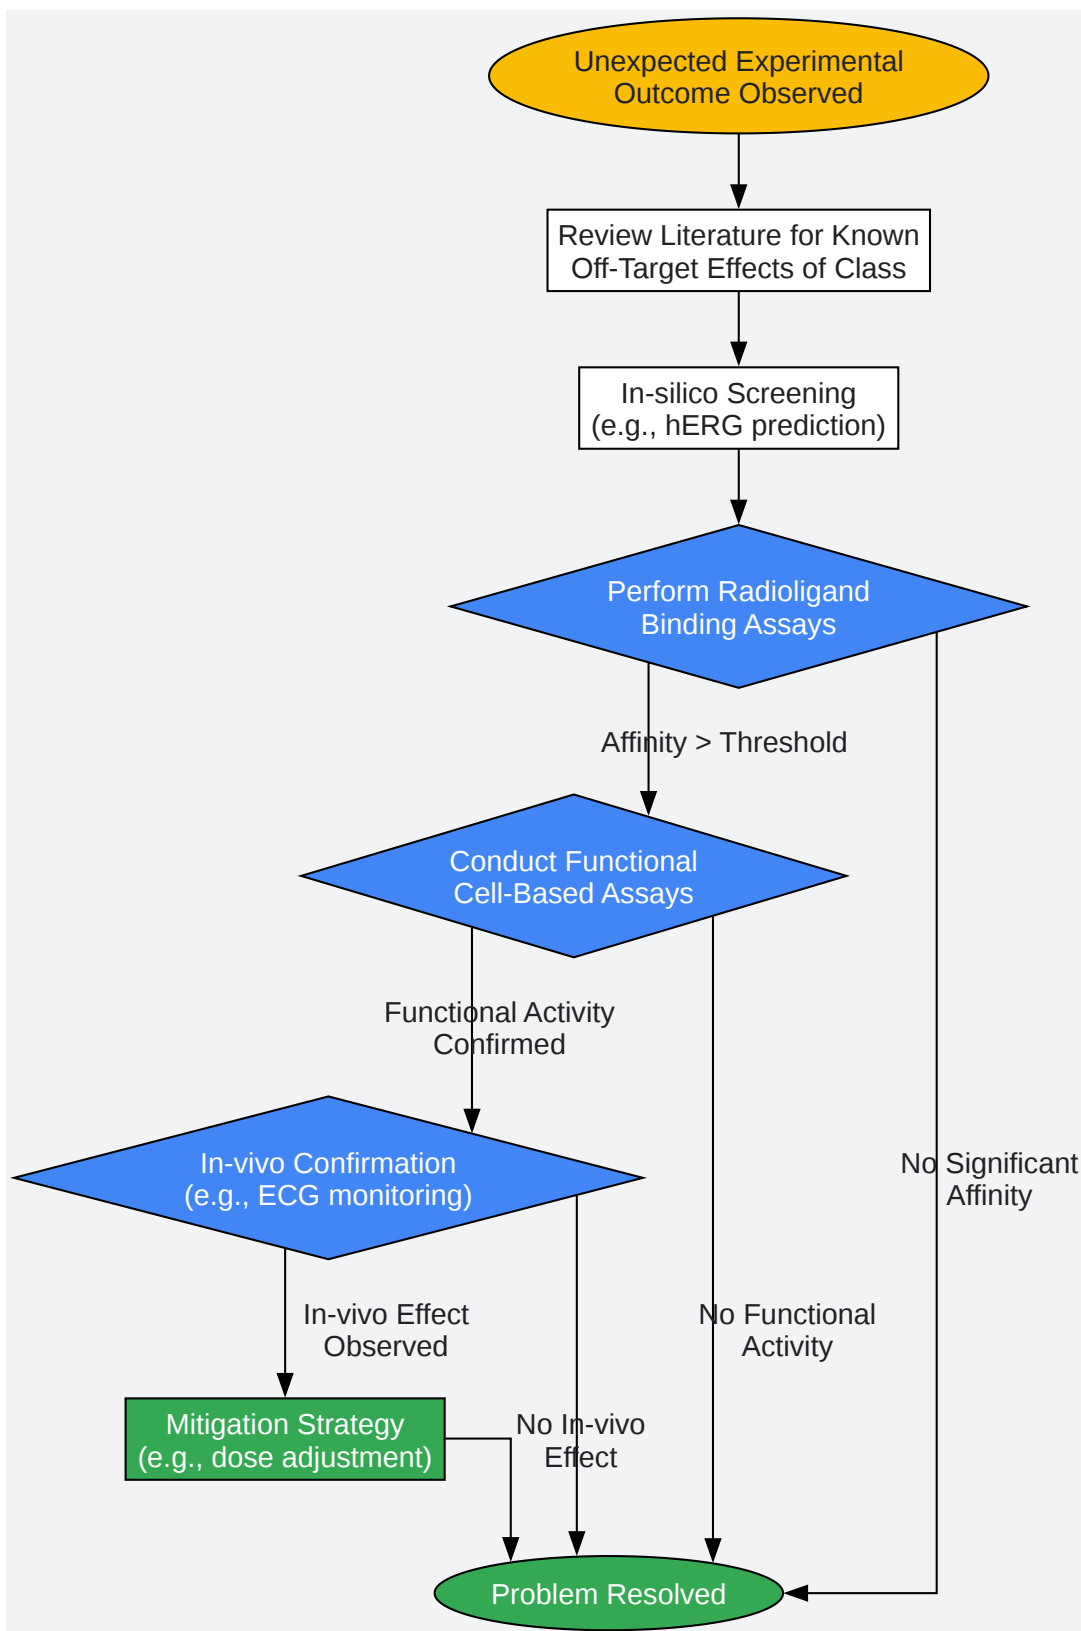 Unexpected Experimental
Outcome Observed
Review Literature for Known
Off-Target Effects of Class
In-silico Screening
(e.g., hERG prediction)
Perform Radioligand
Binding Assays
Affinity > Threshold
Conduct Functional
Cell-Based Assays
Functional Activity
Confirmed
In-vivo Confirmation
(e.g., ECG monitoring)
No Significant
Affinity
In-vivo Effect
Observed
No Functional
Activity
Mitigation Strategy
(e.g., dose adjustment)
No In-vivo
Effect
Problem Resolved